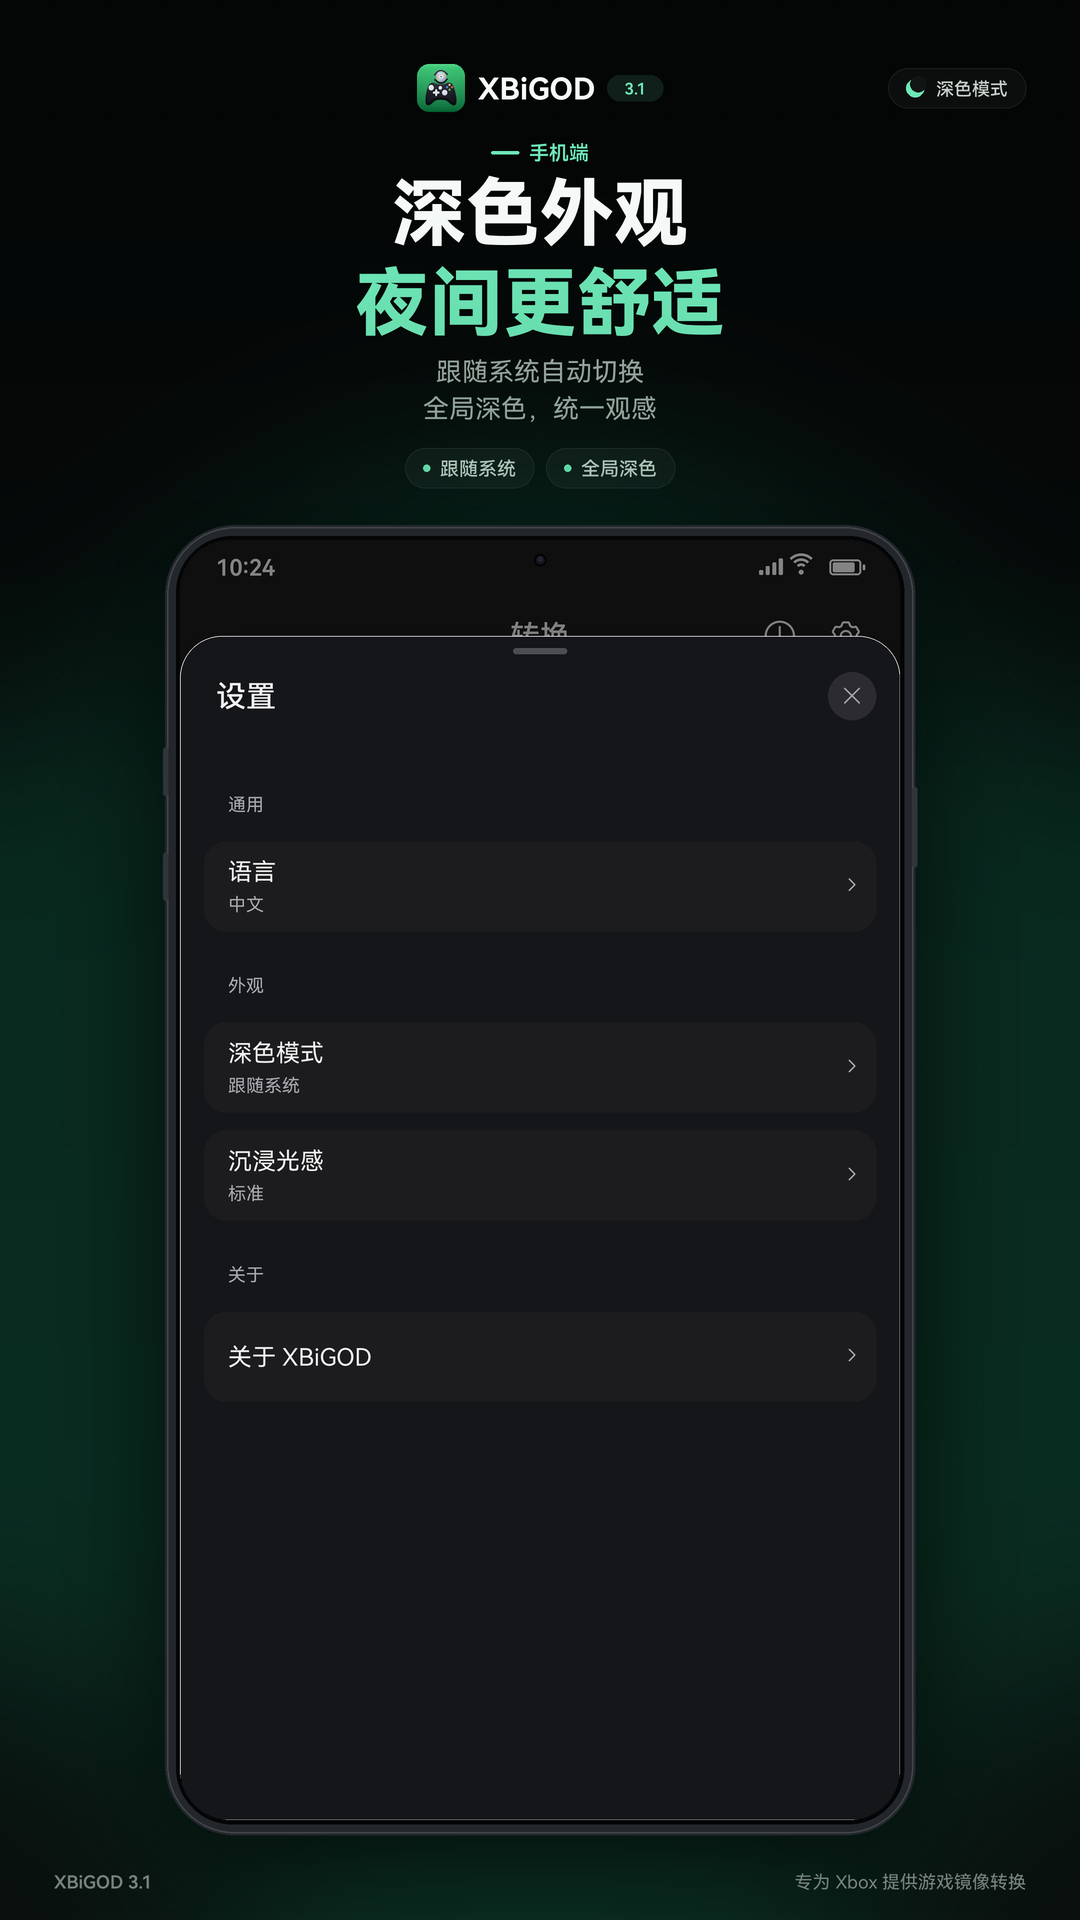 XBiGOD 3.1
深色模式
手机端
深色外观
夜间更舒适
跟随系统自动切换
全局深色，统一观感
跟随系统 全局深色
10:24
转换
设置
通用
语言
中文
外观
深色模式
跟随系统
沉浸光感
标准
关于
关于 XBiGOD
XBiGOD 3.1
专为 Xbox 提供游戏镜像转换